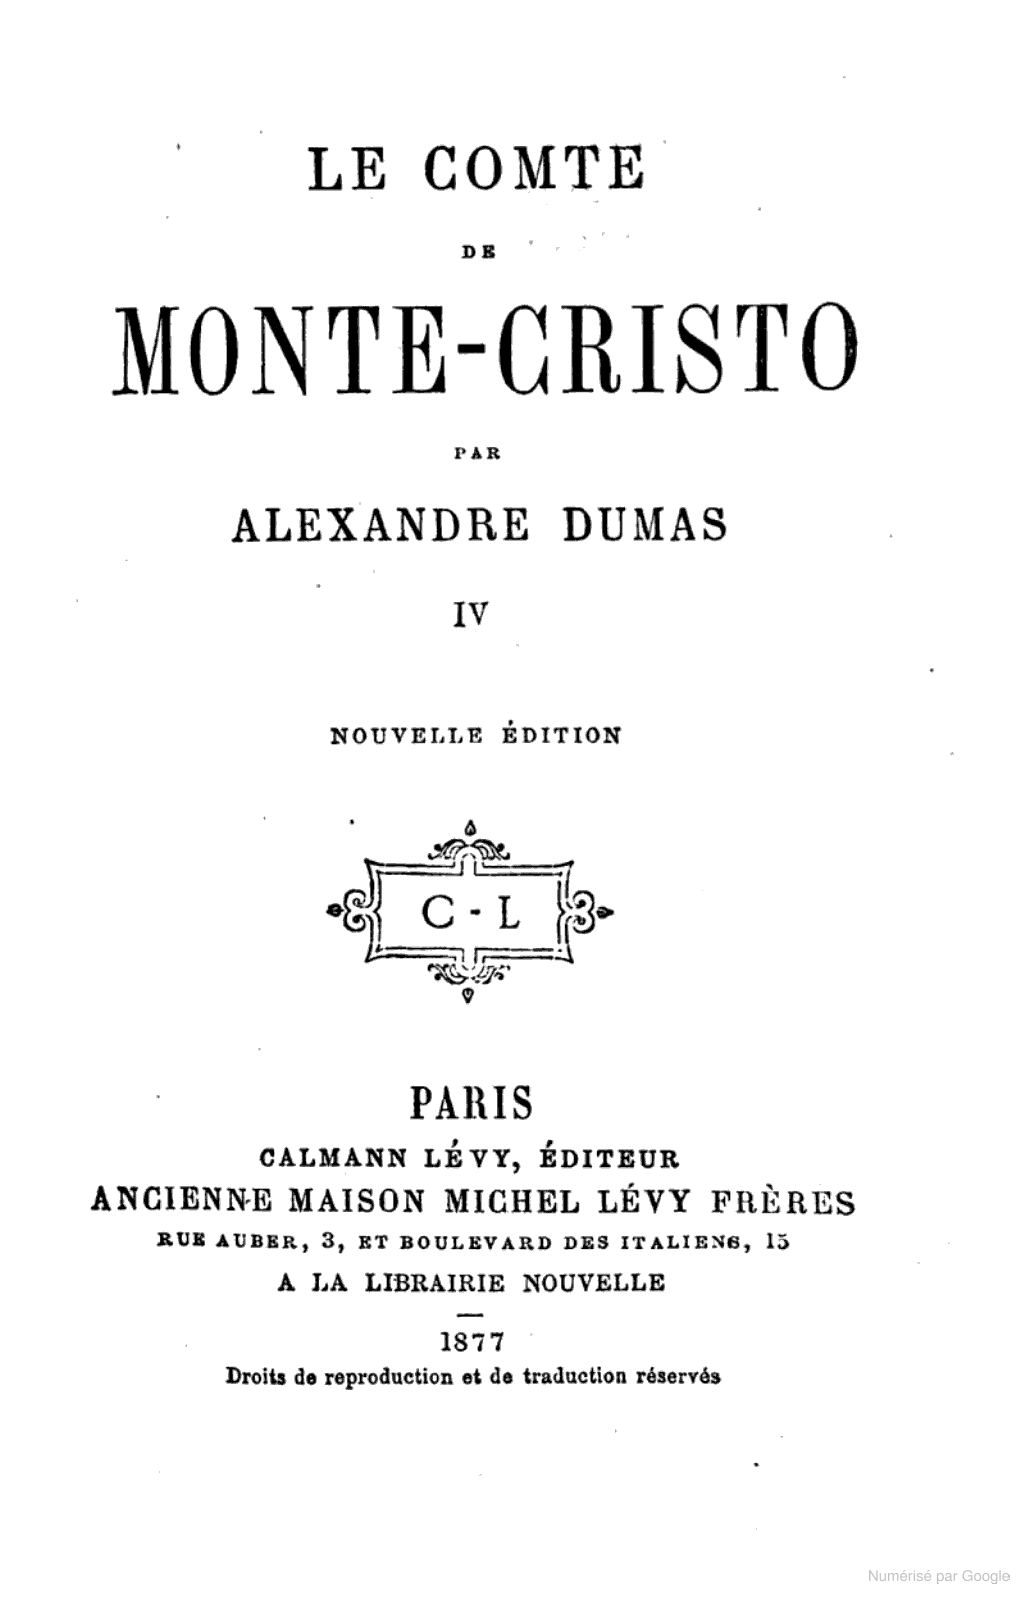 LE COMTE
DE
MONTE-CRISTO
PAR
ALEXANDRE DUMAS
IV
NOUVELLE ÉDITION
C - L
PARIS
CALMANN LÉVY, ÉDITEUR
ANCIENNE MAISON MICHEL LÉVY FRÈRES
RUE AUBER, 3, ET BOULEVARD DES ITALIENS, 15
A LA LIBRAIRIE NOUVELLE
1877
Droits de reproduction et de traduction réservés
Numérisé par Google